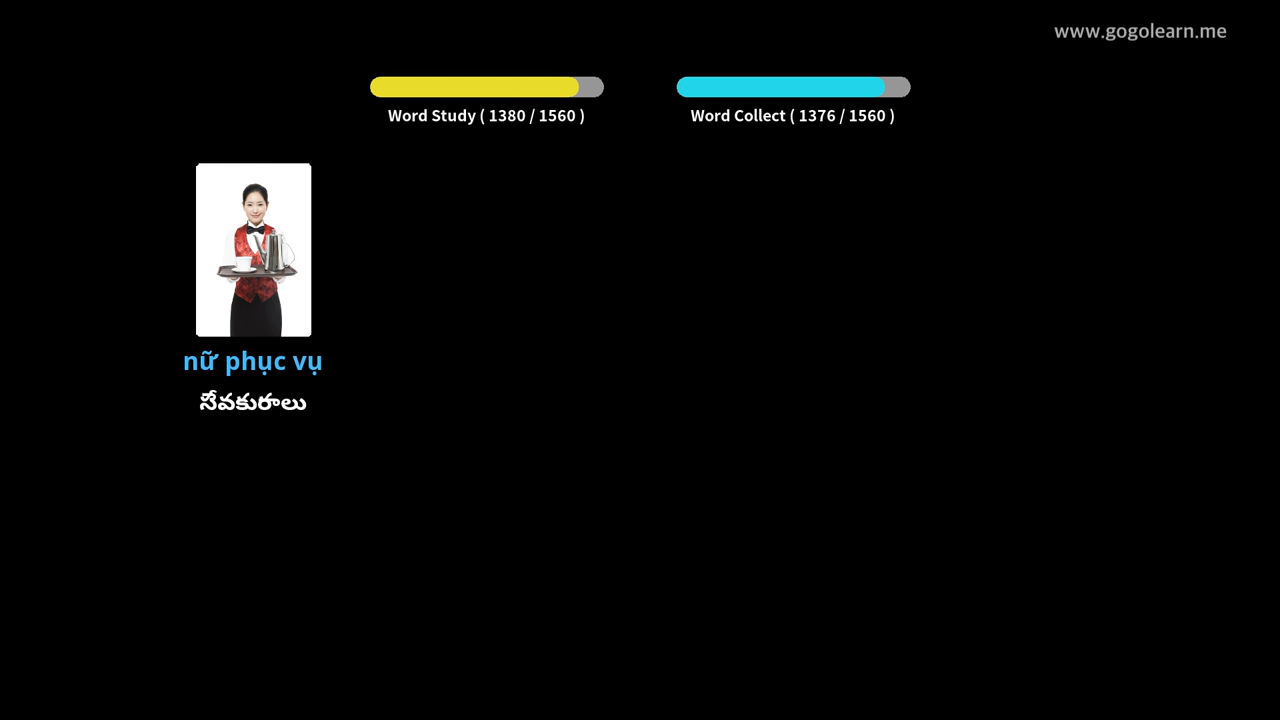 www.gogolearn.me
Word Study ( 1380 / 1560 )
Word Collect ( 1376 / 1560 )
nữ phục vụ
సేవకురాలు